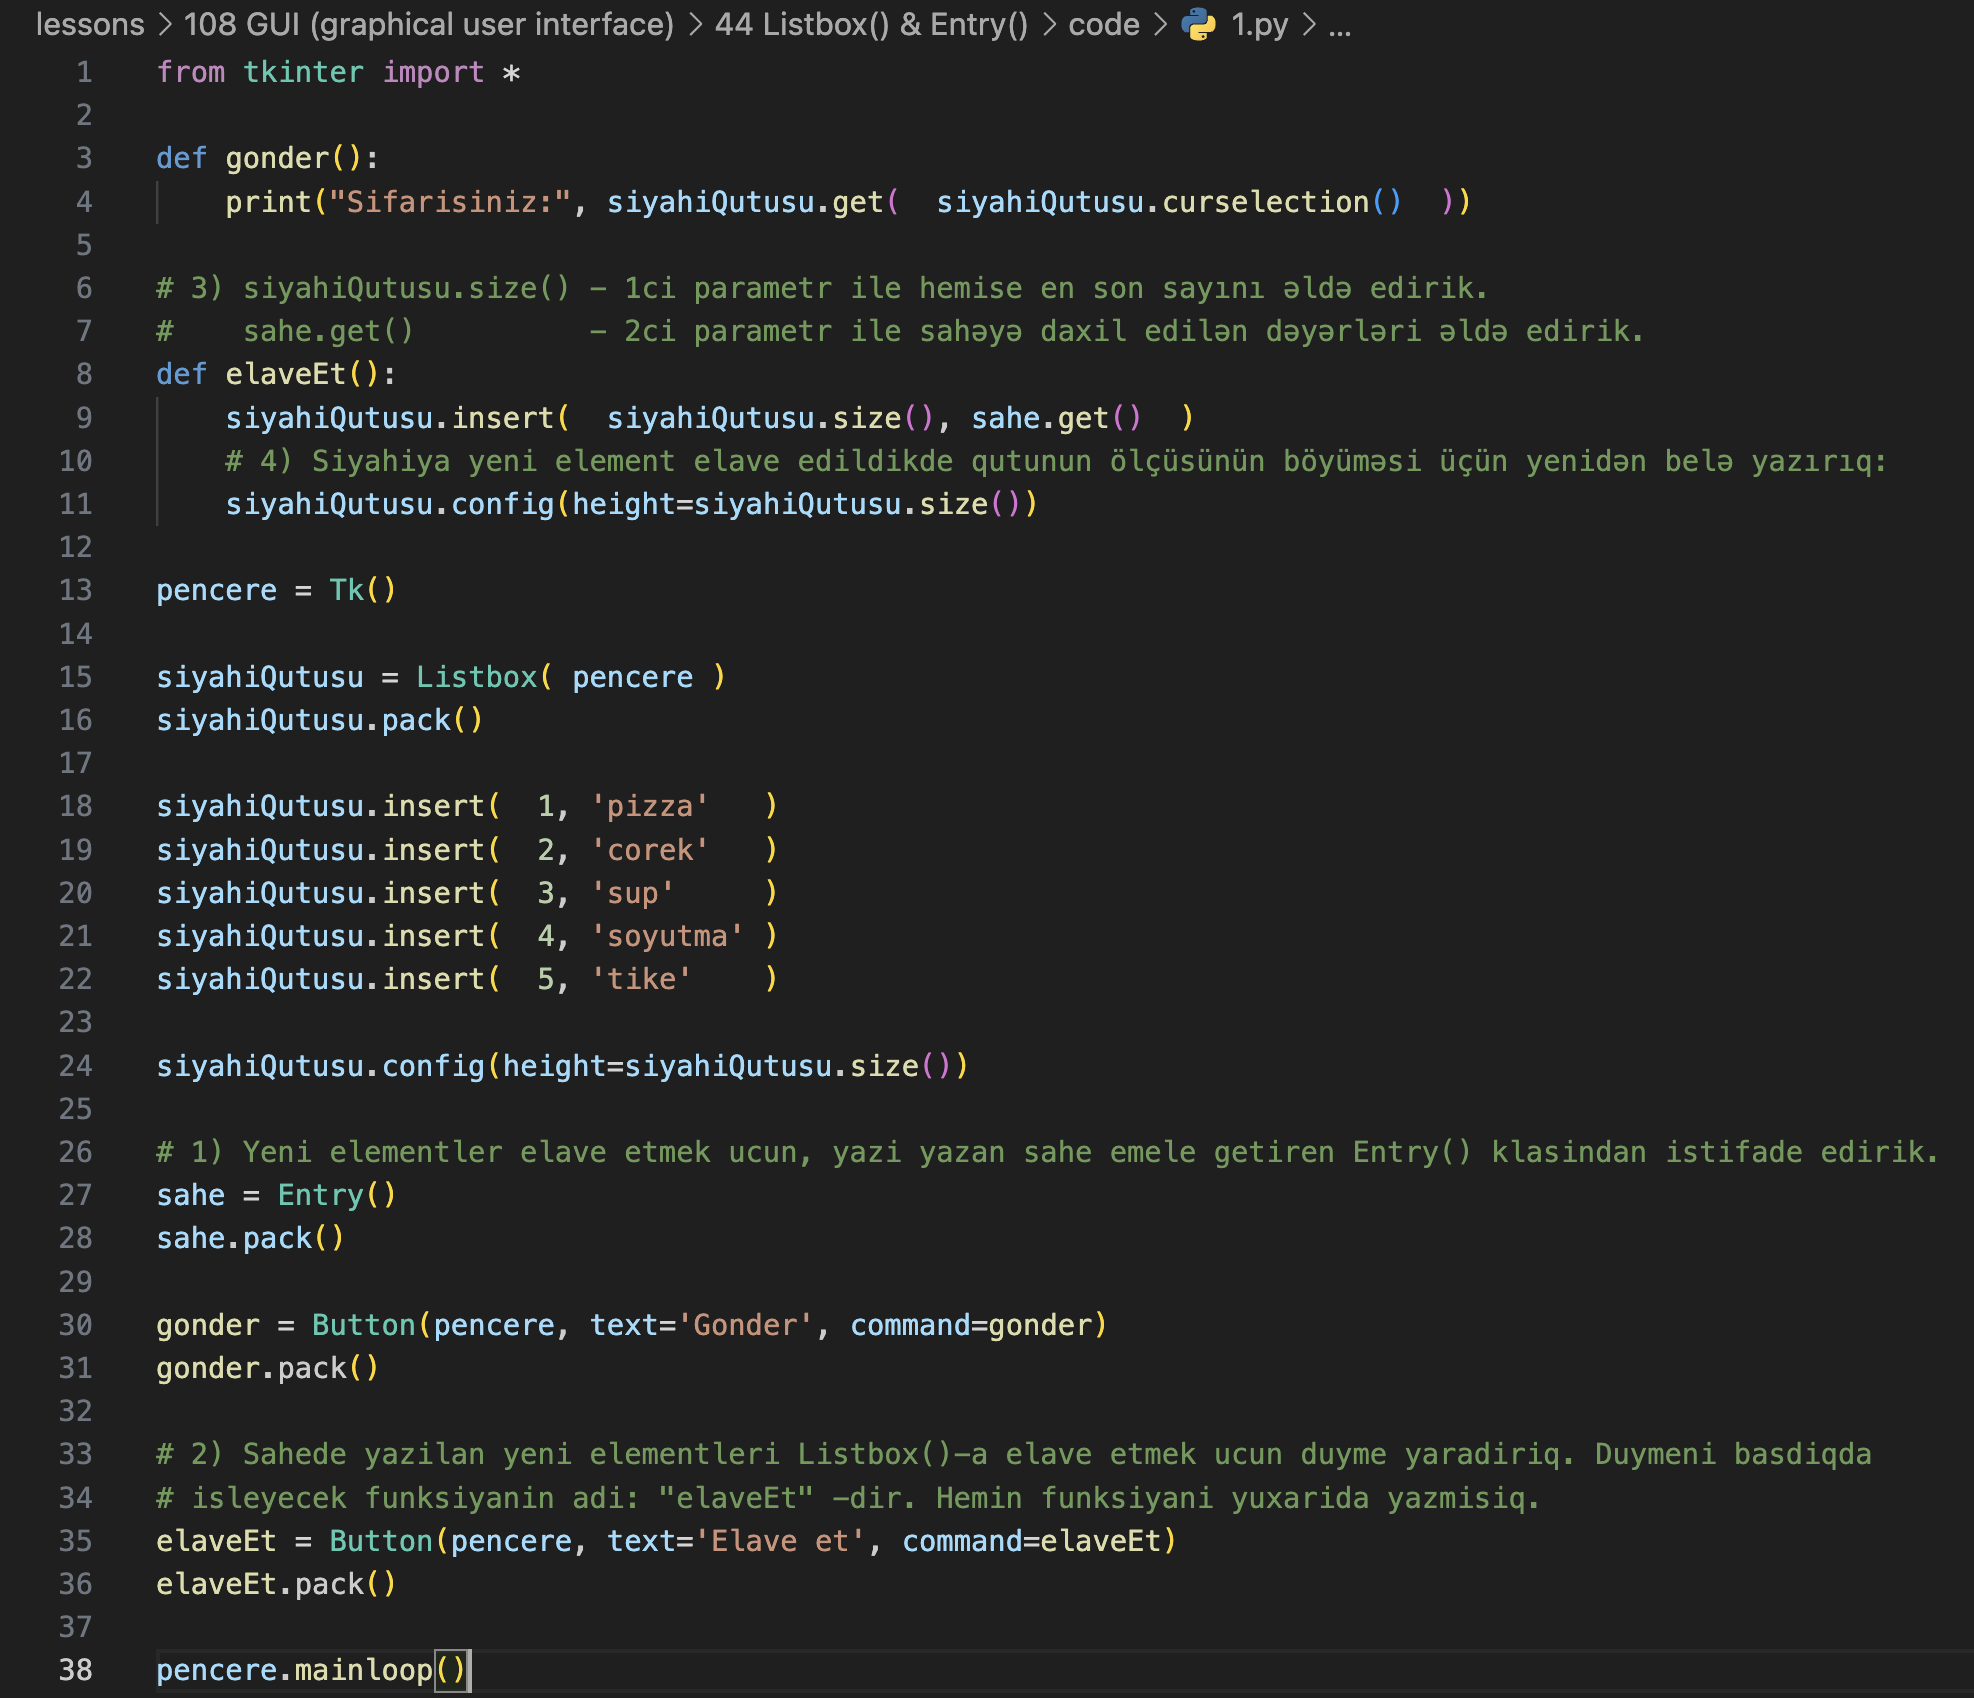 lessons > 108 GUI (graphical user interface) > 44 Listbox() & Entry() > code > 1.py > ...
1 from tkinter import *
2
3 def gonder():
4     print("Sifarisiniz:", siyahiQutusu.get(  siyahiQutusu.curselection()  ))
5
6 # 3) siyahiQutusu.size() – 1ci parametr ile hemise en son sayını əldə edirik.
7 #    sahe.get()          – 2ci parametr ilə sahəyə daxil edilən dəyərləri əldə edirik.
8 def elaveEt():
9     siyahiQutusu.insert(  siyahiQutusu.size(), sahe.get()  )
10     # 4) Siyahiya yeni element elave edildikde qutunun ölçüsünün böyüməsi üçün yenidən belə yazırıq:
11     siyahiQutusu.config(height=siyahiQutusu.size())
12
13 pencere = Tk()
14
15 siyahiQutusu = Listbox( pencere )
16 siyahiQutusu.pack()
17
18 siyahiQutusu.insert(  1, 'pizza'   )
19 siyahiQutusu.insert(  2, 'corek'   )
20 siyahiQutusu.insert(  3, 'sup'     )
21 siyahiQutusu.insert(  4, 'soyutma' )
22 siyahiQutusu.insert(  5, 'tike'    )
23
24 siyahiQutusu.config(height=siyahiQutusu.size())
25
26 # 1) Yeni elementler elave etmek ucun, yazi yazan sahe emele getiren Entry() klasindan istifade edirik.
27 sahe = Entry()
28 sahe.pack()
29
30 gonder = Button(pencere, text='Gonder', command=gonder)
31 gonder.pack()
32
33 # 2) Sahede yazilan yeni elementleri Listbox()-a elave etmek ucun duyme yaradiriq. Duymeni basdiqda
34 # isleyecek funksiyanin adi: "elaveEt" -dir. Hemin funksiyani yuxarida yazmisiq.
35 elaveEt = Button(pencere, text='Elave et', command=elaveEt)
36 elaveEt.pack()
37
38 pencere.mainloop()